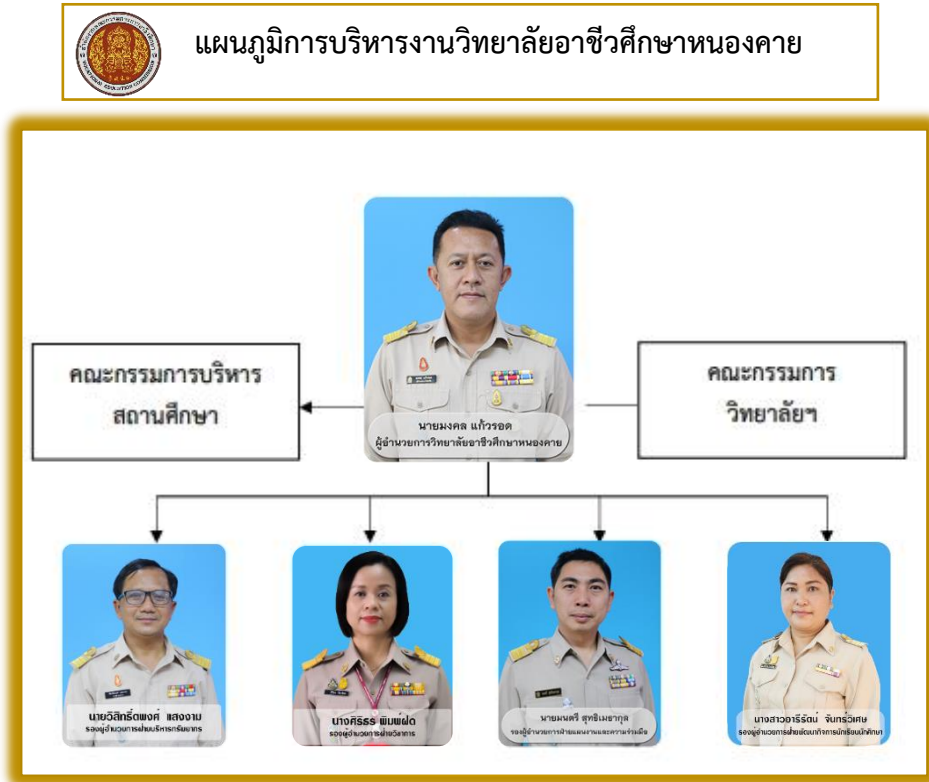 แผนภูมิการบริหารงานวิทยาลัยอาชีวศึกษาหนองคาย
คณะกรรมการบริหาร
สถานศึกษา
คณะกรรมการ
วิทยาลัยฯ
นายมงคล แก้วรอด
ผู้อำนวยการวิทยาลัยอาชีวศึกษาหนองคาย
นายวิสิทธิ์ตพงศ์ แสงงาม
รองผู้อำนวยการฝ่ายบริหารทรัพยากร
นางศิริธร พิมพ์ฝด
รองผู้อำนวยการฝ่ายวิชาการ
นายมนตรี สุทธิเมธากุล
รองผู้อำนวยการฝ่ายแผนงานและความร่วมมือ
นางสาวอารีรัตน์ จันทรวิเศษ
รองผู้อำนวยการฝ่ายพัฒนากิจการนักเรียนนักศึกษา